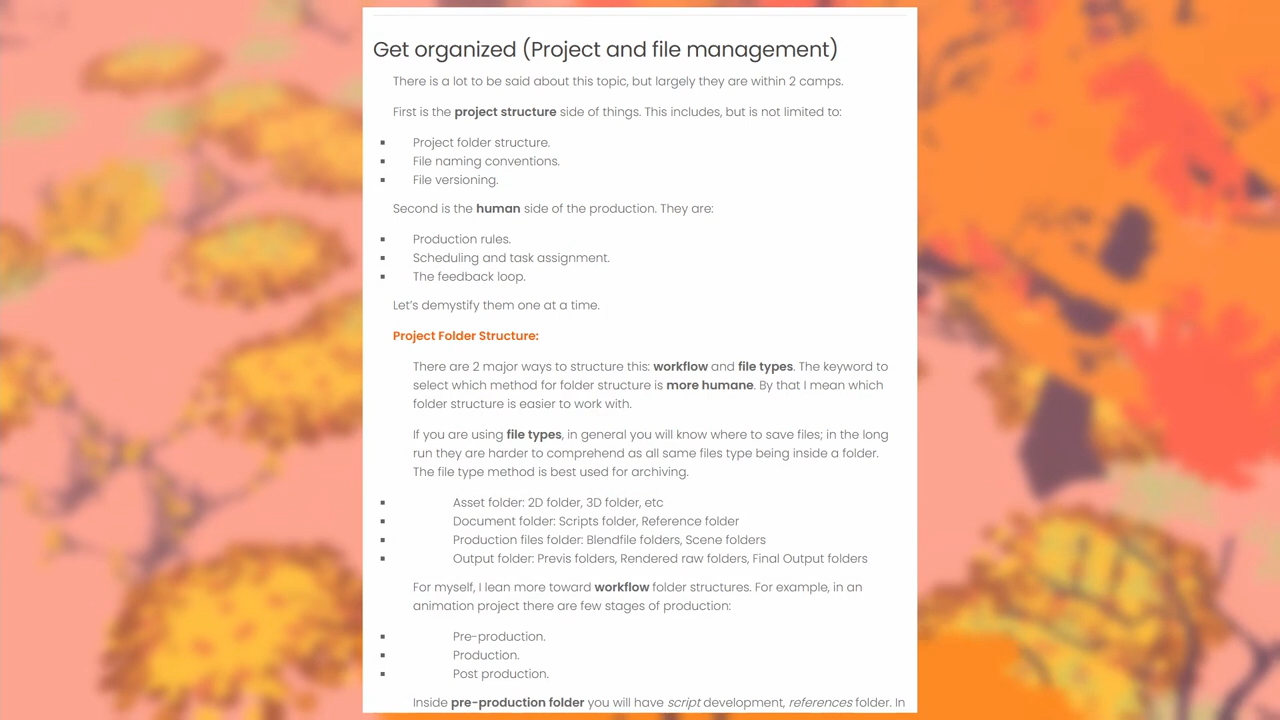 Get organized (Project and file management)
There is a lot to be said about this topic, but largely they are within 2 camps.
First is the project structure side of things. This includes, but is not limited to:
▪ Project folder structure.
▪ File naming conventions.
▪ File versioning.
Second is the human side of the production. They are:
▪ Production rules.
▪ Scheduling and task assignment.
▪ The feedback loop.
Let's demystify them one at a time.
Project Folder Structure:
There are 2 major ways to structure this: workflow and file types. The keyword to
select which method for folder structure is more humane. By that I mean which
folder structure is easier to work with.
If you are using file types, in general you will know where to save files; in the long
run they are harder to comprehend as all same files type being inside a folder.
The file type method is best used for archiving.
▪ Asset folder: 2D folder, 3D folder, etc
▪ Document folder: Scripts folder, Reference folder
▪ Production files folder: Blendfile folders, Scene folders
▪ Output folder: Previs folders, Rendered raw folders, Final Output folders
For myself, I lean more toward workflow folder structures. For example, in an
animation project there are few stages of production:
▪ Pre-production.
▪ Production.
▪ Post production.
Inside pre-production folder you will have script development, references folder. In